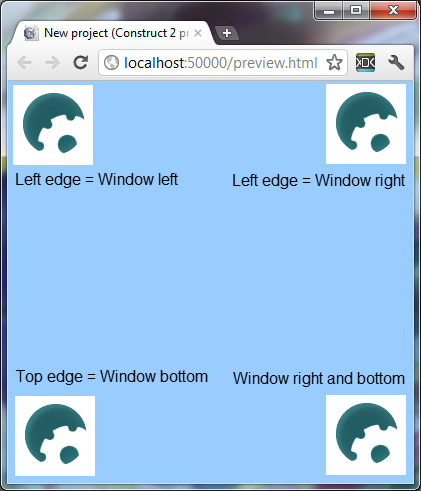 New project (Construct 2 pr
localhost:50000/preview.html
Left edge = Window left
Left edge = Window right
Top edge = Window bottom
Window right and bottom